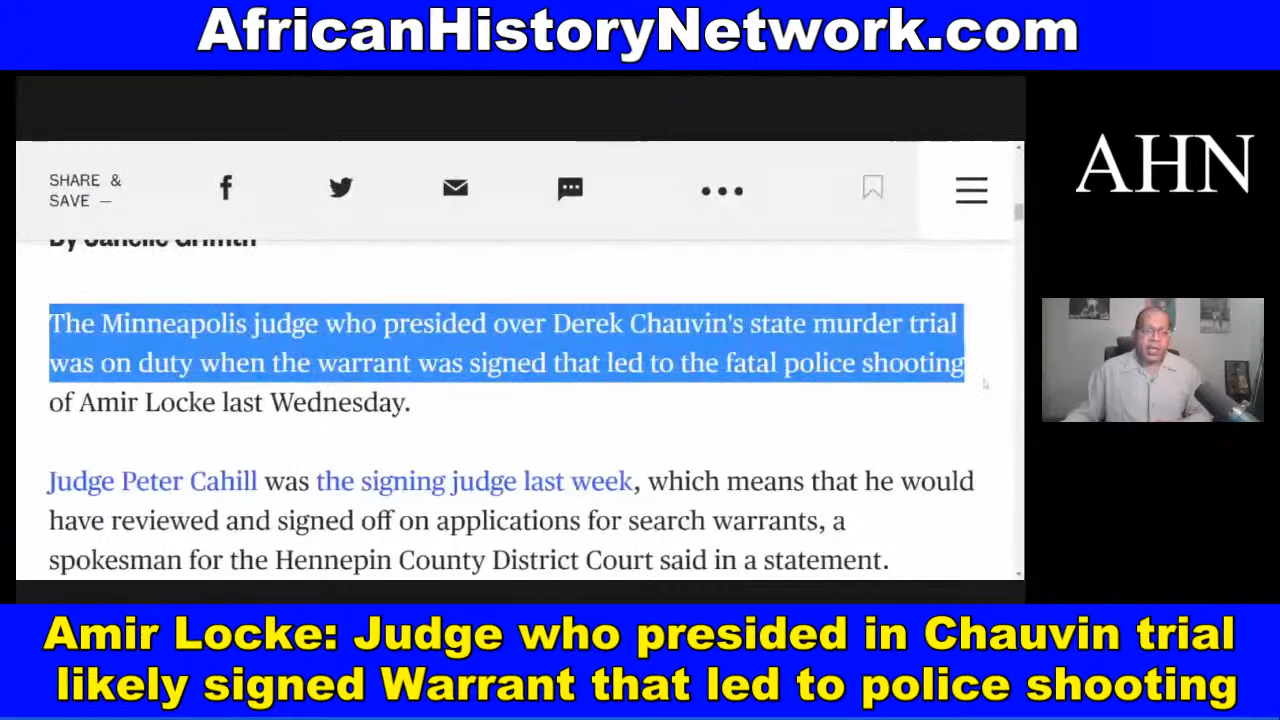 AfricanHistoryNetwork.com
AHN
SHARE &
SAVE —
The Minneapolis judge who presided over Derek Chauvin's state murder trial
was on duty when the warrant was signed that led to the fatal police shooting
of Amir Locke last Wednesday.
Judge Peter Cahill was the signing judge last week, which means that he would
have reviewed and signed off on applications for search warrants, a
spokesman for the Hennepin County District Court said in a statement.
Amir Locke: Judge who presided in Chauvin trial
likely signed Warrant that led to police shooting